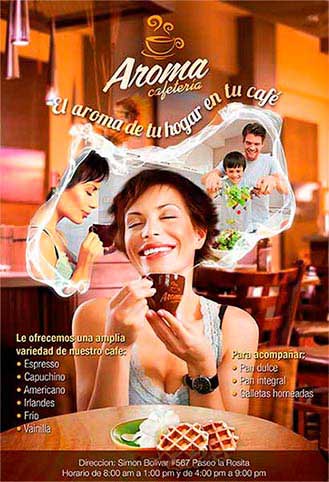 Aroma
cafetería
El aroma de tu hogar en tu café
Aroma
Le ofrecemos una amplia
variedad de nuestro cafe:
• Espresso
• Capuchino
• Americano
• Irlandes
• Frío
• Vainilla
Para acompañar:
• Pan dulce
• Pan integral
• Galletas horneadas
Direccion: Simon Bolivar #567 Paseo la Rosita
Horario de 8:00 am a 1:00 pm y de 4:00 pm a 9:00 pm